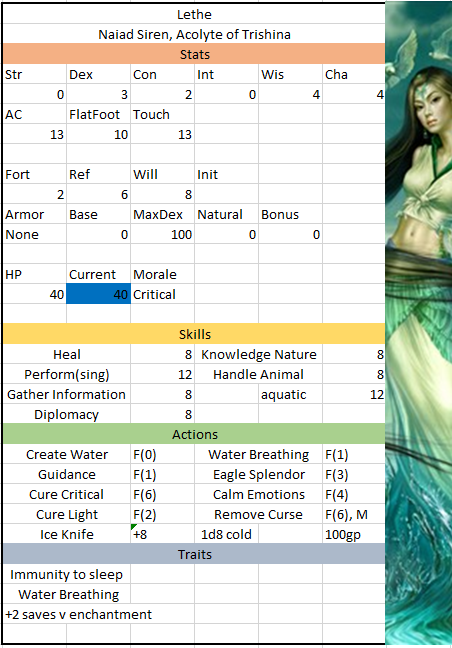 Lethe
Naiad Siren, Acolyte of Trishina
Stats
Str Dex Con Int Wis Cha
0 3 2 0 4 4
AC FlatFoot Touch
13 10 13
Fort Ref Will Init
2 6 8
Armor Base MaxDex Natural Bonus
None 0 100 0 0
HP Current Morale
40 40 Critical
Skills
Heal 8 Knowledge Nature 8
Perform(sing) 12 Handle Animal 8
Gather Information 8 aquatic 12
Diplomacy 8
Actions
Create Water F(0) Water Breathing F(1)
Guidance F(1) Eagle Splendor F(3)
Cure Critical F(6) Calm Emotions F(4)
Cure Light F(2) Remove Curse F(6), M
Ice Knife +8 1d8 cold 100gp
Traits
Immunity to sleep
Water Breathing
+2 saves v enchantment